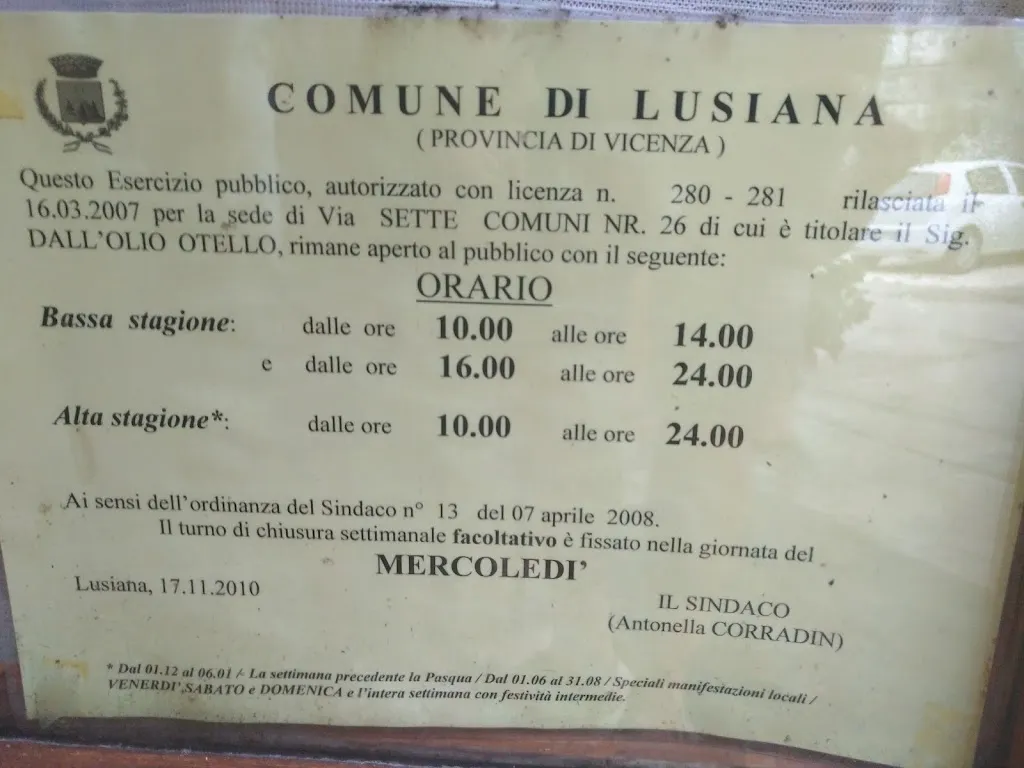 COMUNE DI LUSIANA
( PROVINCIA DI VICENZA )
Questo Esercizio pubblico, autorizzato con licenza n. 280 - 281 rilasciata il
16.03.2007 per la sede di Via SETTE COMUNI NR. 26 di cui è titolare il Sig.
DALL'OLIO OTELLO, rimane aperto al pubblico con il seguente:
ORARIO
Bassa stagione: dalle ore 10.00 alle ore 14.00
e dalle ore 16.00 alle ore 24.00
Alta stagione*: dalle ore 10.00 alle ore 24.00
Ai sensi dell'ordinanza del Sindaco n° 13 del 07 aprile 2008.
Il turno di chiusura settimanale facoltativo è fissato nella giornata del
MERCOLEDI'
Lusiana, 17.11.2010
IL SINDACO
(Antonella CORRADIN)
* Dal 01.12 al 06.01 /- La settimana precedente la Pasqua / Dal 01.06 al 31.08 / Speciali manifestazioni locali /
VENERDI',SABATO e DOMENICA e l'intera settimana con festività intermedie.